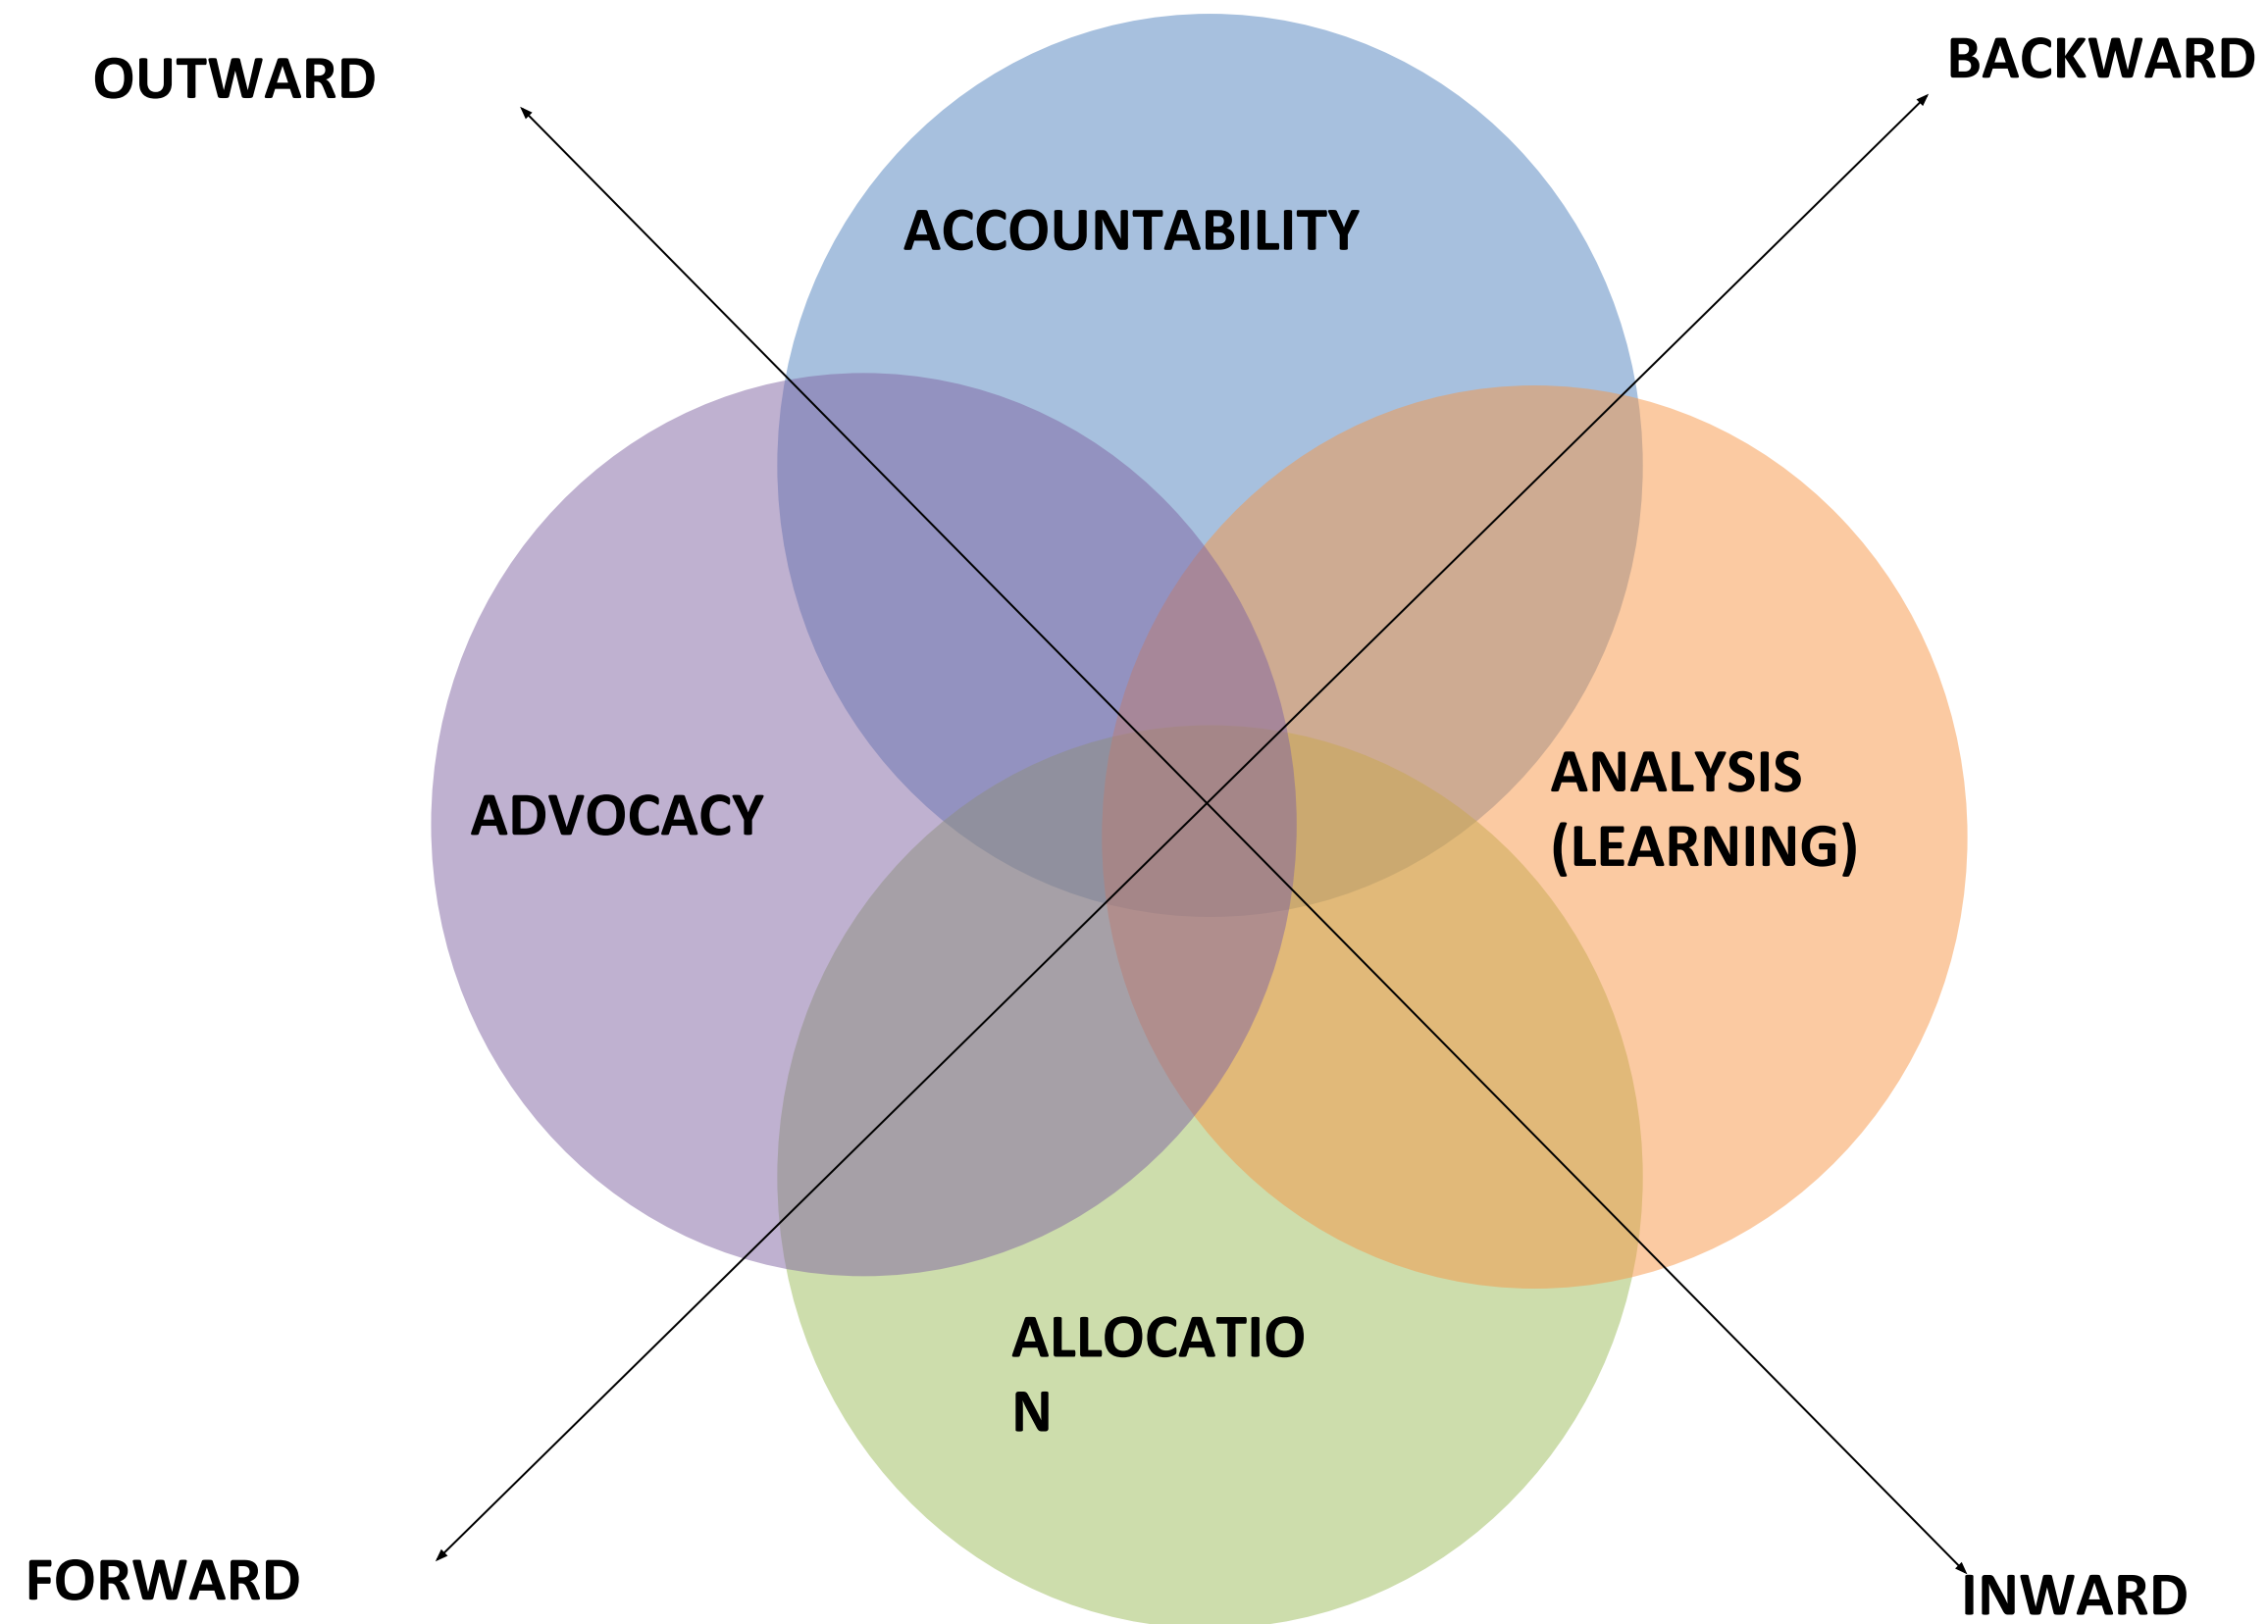 OUTWARD
BACKWARD
ACCOUNTABILITY
ADVOCACY
ANALYSIS
(LEARNING)
ALLOCATIO
N
FORWARD
INWARD